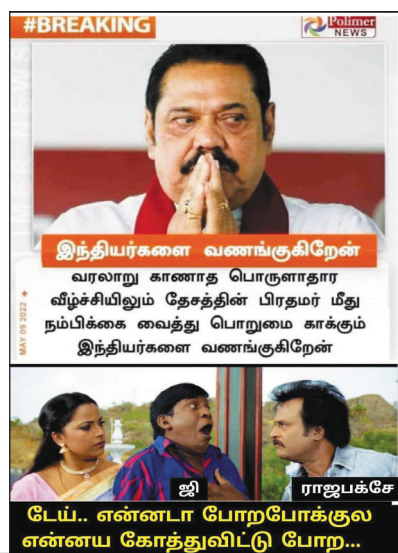 #BREAKING
Polimer
NEWS
இந்தியர்களை வணங்குகிறேன்
வரலாறு காணாத பொருளாதார
வீழ்ச்சியிலும் தேசத்தின் பிரதமர் மீது
நம்பிக்கை வைத்து பொறுமை காக்கும்
இந்தியர்களை வணங்குகிறேன்
MAY 09 2022
ஜி
ராஜபக்சே
டேய்.. என்னடா போறபோக்குல
என்னய கோத்துவிட்டு போற...